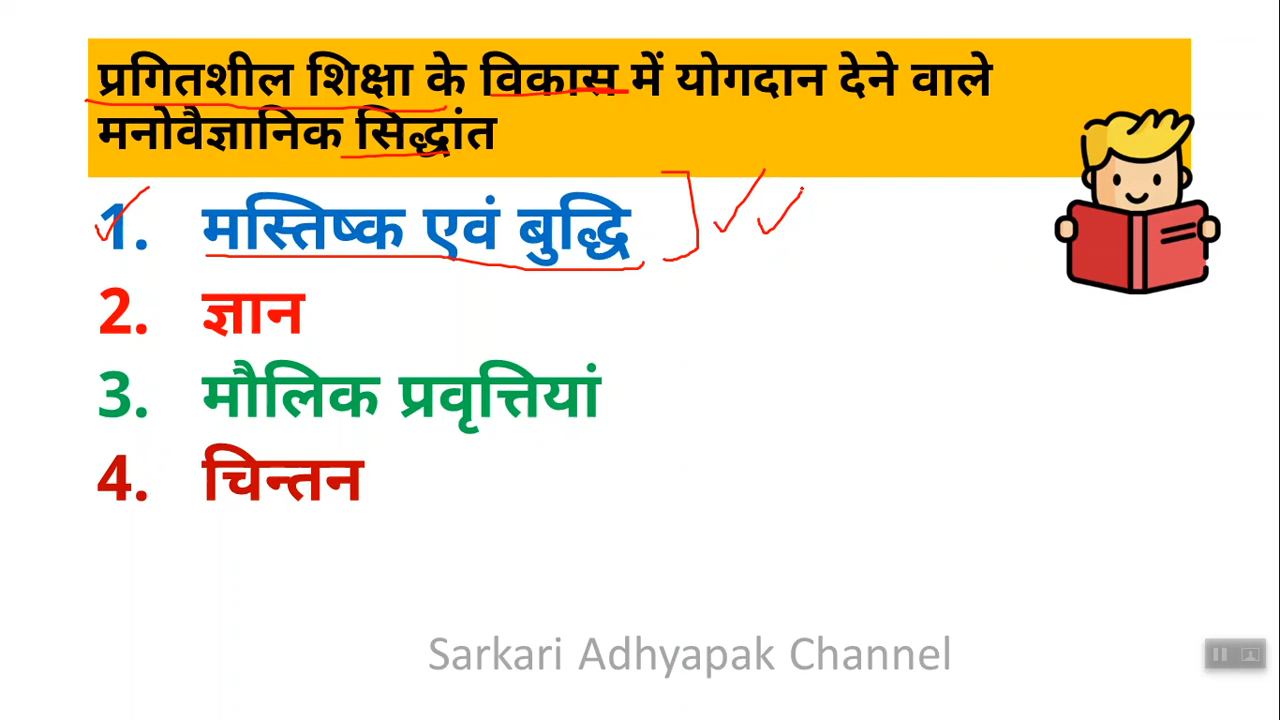 प्रगितशील शिक्षा के विकास में योगदान देने वाले
मनोवैज्ञानिक सिद्धांत
1. मस्तिष्क एवं बुद्धि
2. ज्ञान
3. मौलिक प्रवृत्तियां
4. चिन्तन
Sarkari Adhyapak Channel